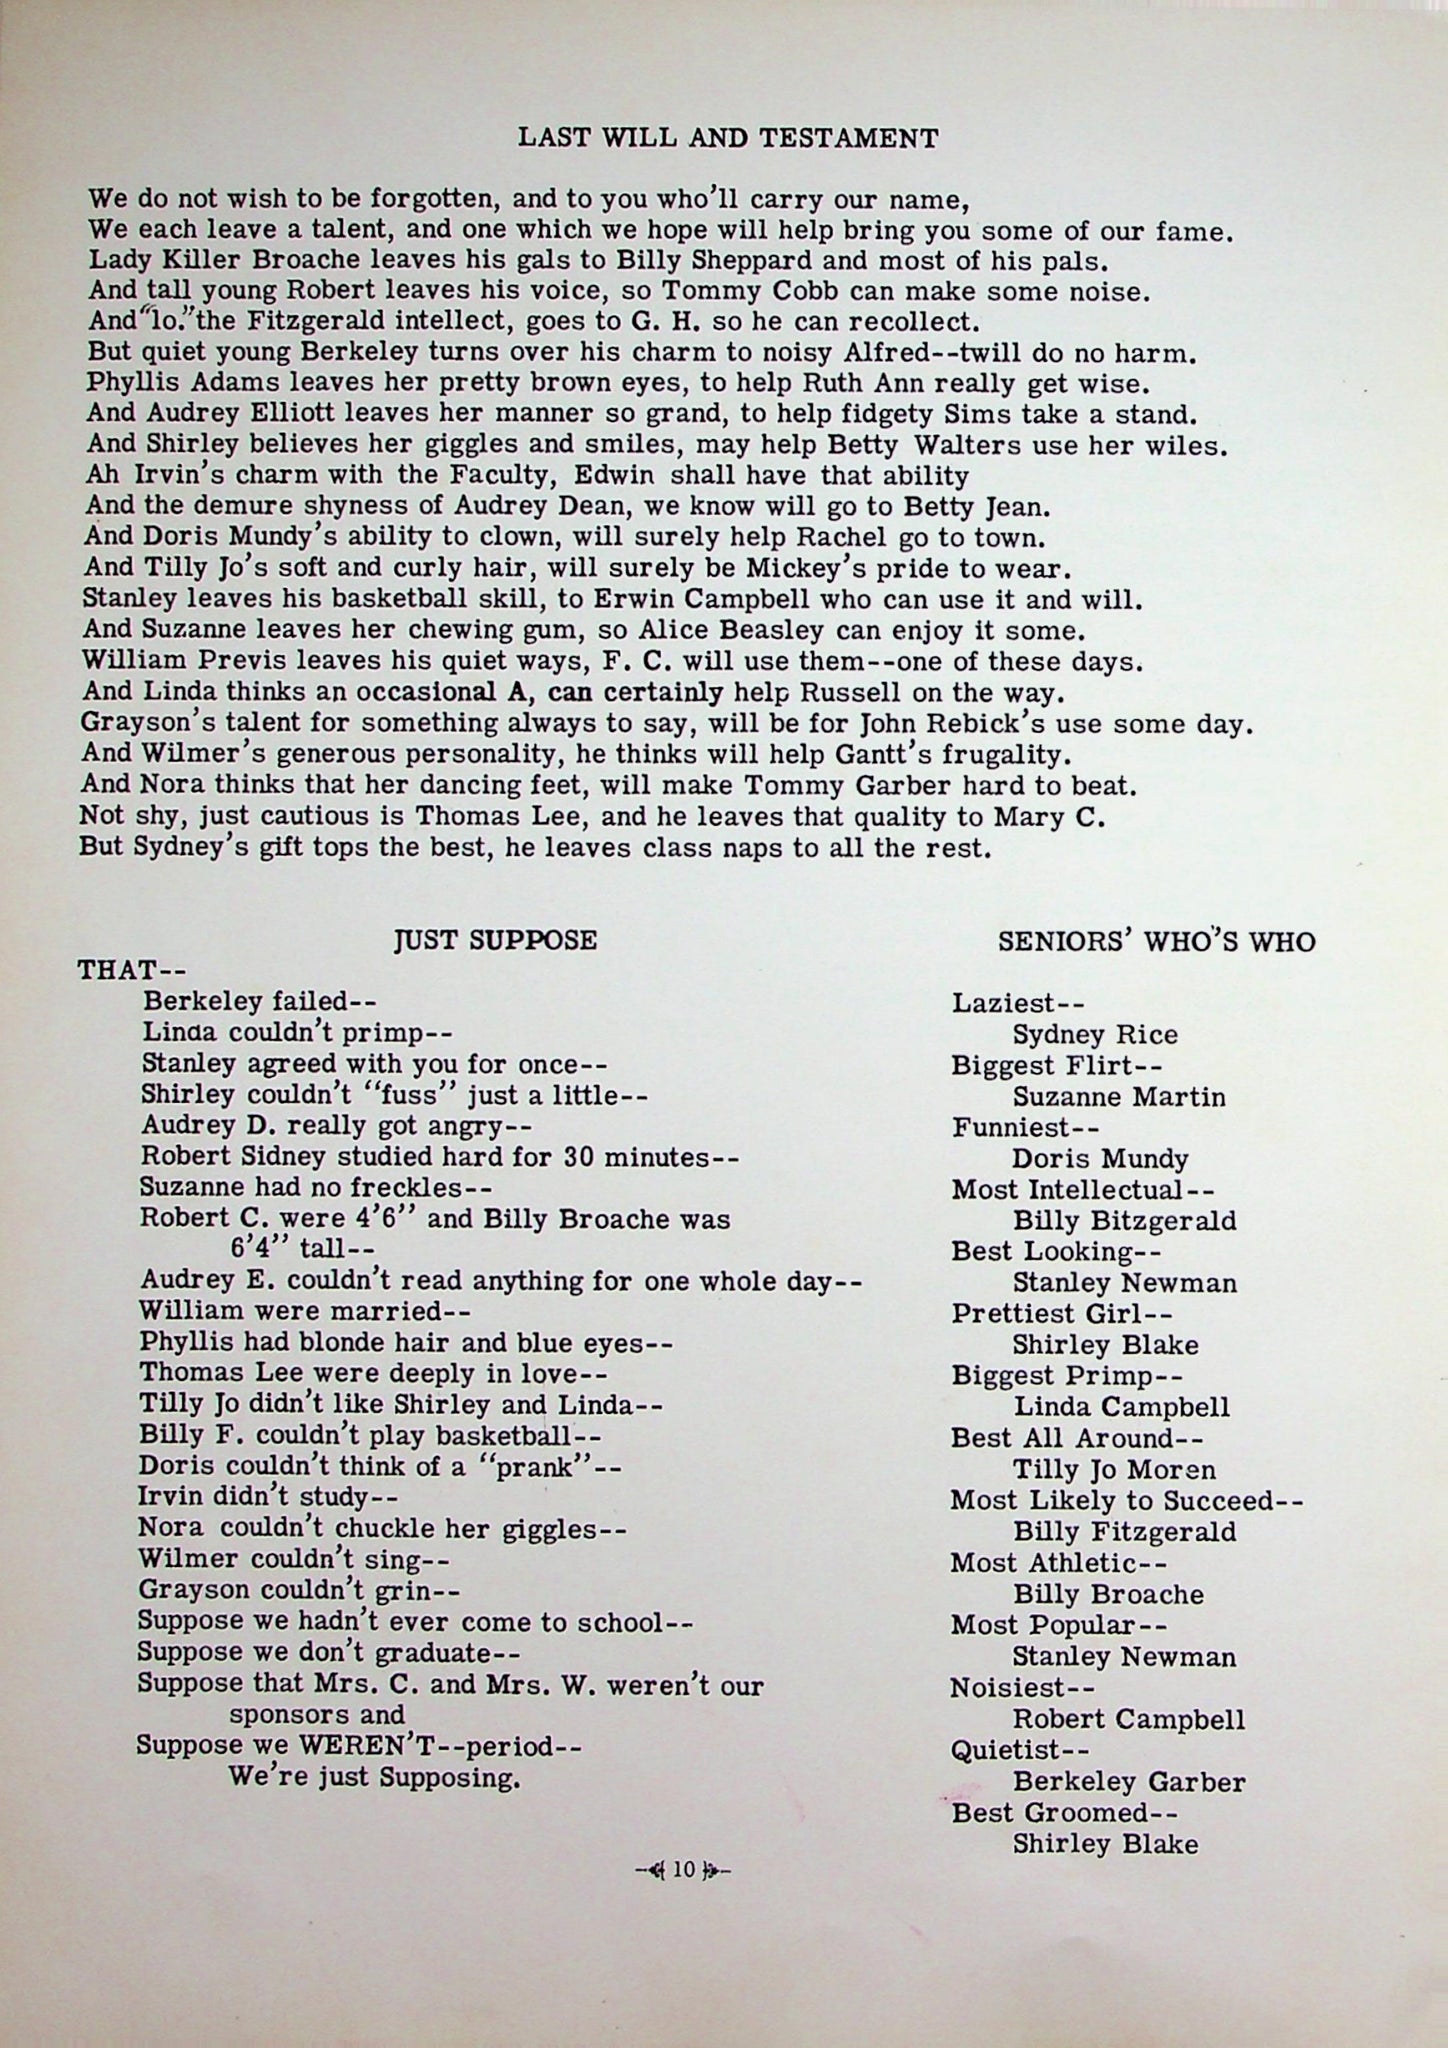 LAST WILL AND TESTAMENT
We do not wish to be forgotten, and to you who'll carry our name,
We each leave a talent, and one which we hope will help bring you some of our fame.
Lady Killer Broache leaves his gals to Billy Sheppard and most of his pals.
And tall young Robert leaves his voice, so Tommy Cobb can make some noise.
And "lo." the Fitzgerald intellect, goes to G. H. so he can recollect.
But quiet young Berkeley turns over his charm to noisy Alfred--twill do no harm.
Phyllis Adams leaves her pretty brown eyes, to help Ruth Ann really get wise.
And Audrey Elliott leaves her manner so grand, to help fidgety Sims take a stand.
And Shirley believes her giggles and smiles, may help Betty Walters use her wiles.
Ah Irvin's charm with the Faculty, Edwin shall have that ability
And the demure shyness of Audrey Dean, we know will go to Betty Jean.
And Doris Mundy's ability to clown, will surely help Rachel go to town.
And Tilly Jo's soft and curly hair, will surely be Mickey's pride to wear.
Stanley leaves his basketball skill, to Erwin Campbell who can use it and will.
And Suzanne leaves her chewing gum, so Alice Beasley can enjoy it some.
William Previs leaves his quiet ways, F. C. will use them--one of these days.
And Linda thinks an occasional A, can certainly help Russell on the way.
Grayson's talent for something always to say, will be for John Rebick's use some day.
And Wilmer's generous personality, he thinks will help Gantt's frugality.
And Nora thinks that her dancing feet, will make Tommy Garber hard to beat.
Not shy, just cautious is Thomas Lee, and he leaves that quality to Mary C.
But Sydney's gift tops the best, he leaves class naps to all the rest.
JUST SUPPOSE
THAT--
Berkeley failed--
Linda couldn't primp--
Stanley agreed with you for once--
Shirley couldn't "fuss" just a little--
Audrey D. really got angry--
Robert Sidney studied hard for 30 minutes--
Suzanne had no freckles--
Robert C. were 4'6" and Billy Broache was
6'4" tall--
Audrey E. couldn't read anything for one whole day--
William were married--
Phyllis had blonde hair and blue eyes--
Thomas Lee were deeply in love--
Tilly Jo didn't like Shirley and Linda--
Billy F. couldn't play basketball--
Doris couldn't think of a "prank"--
Irvin didn't study--
Nora couldn't chuckle her giggles--
Wilmer couldn't sing--
Grayson couldn't grin--
Suppose we hadn't ever come to school--
Suppose we don't graduate--
Suppose that Mrs. C. and Mrs. W. weren't our
sponsors and
Suppose we WEREN'T--period--
We're just Supposing.
SENIORS' WHO'S WHO
Laziest--
Sydney Rice
Biggest Flirt--
Suzanne Martin
Funniest--
Doris Mundy
Most Intellectual--
Billy Bitzgerald
Best Looking--
Stanley Newman
Prettiest Girl--
Shirley Blake
Biggest Primp--
Linda Campbell
Best All Around--
Tilly Jo Moren
Most Likely to Succeed--
Billy Fitzgerald
Most Athletic--
Billy Broache
Most Popular--
Stanley Newman
Noisiest--
Robert Campbell
Quietist--
Berkeley Garber
Best Groomed--
Shirley Blake
10